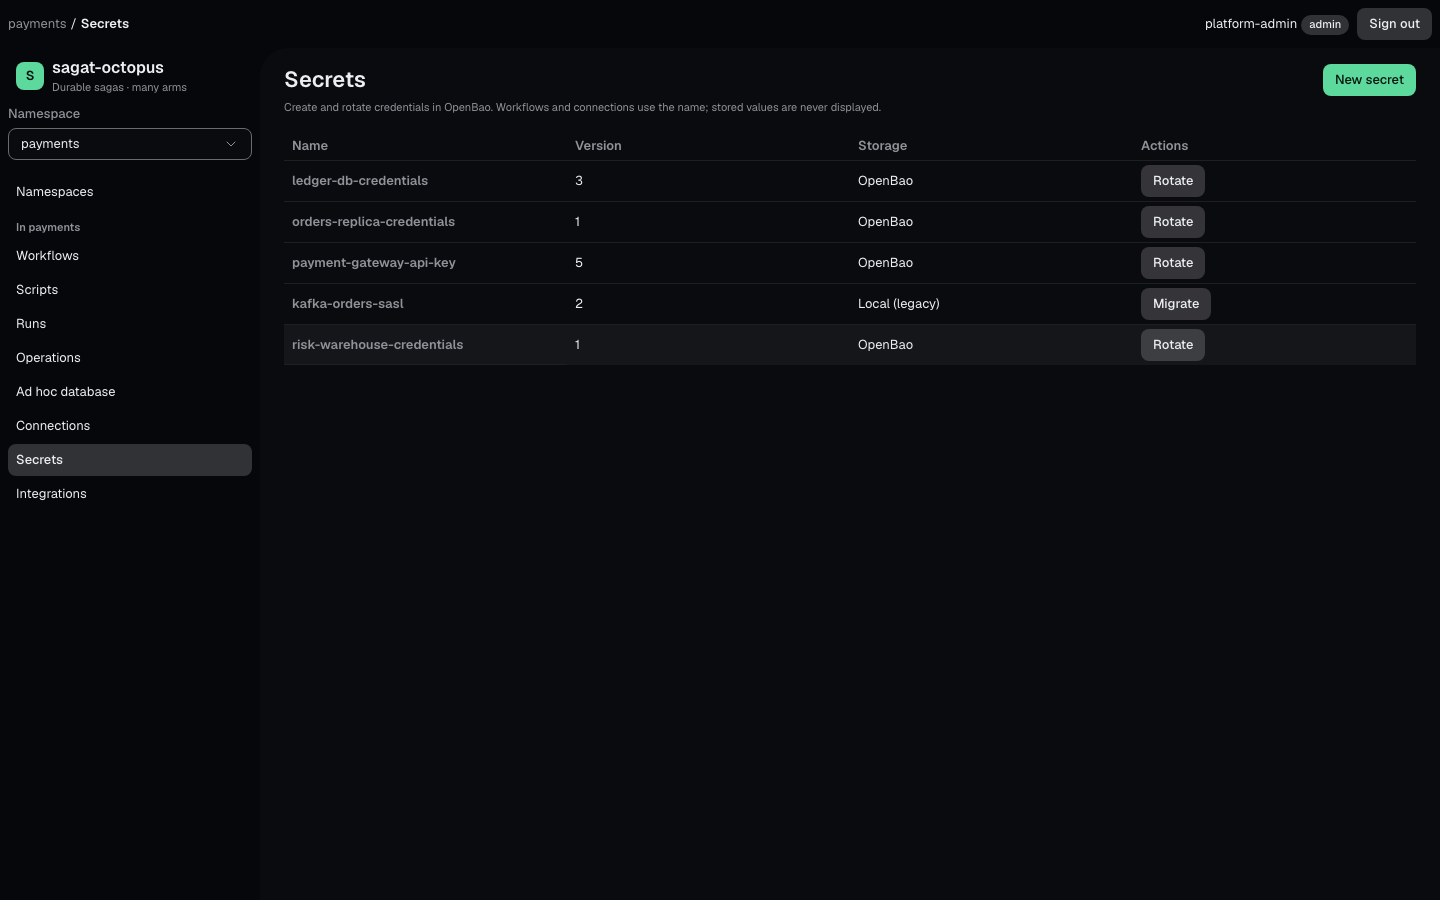 payments / Secrets
platform-admin admin Sign out
S
sagat-octopus
Durable sagas · many arms
Namespace
payments
Namespaces
In payments
Workflows
Scripts
Runs
Operations
Ad hoc database
Connections
Secrets
Integrations
Secrets
New secret
Create and rotate credentials in OpenBao. Workflows and connections use the name; stored values are never displayed.
Name Version Storage Actions
ledger-db-credentials 3 OpenBao Rotate
orders-replica-credentials 1 OpenBao Rotate
payment-gateway-api-key 5 OpenBao Rotate
kafka-orders-sasl 2 Local (legacy) Migrate
risk-warehouse-credentials 1 OpenBao Rotate